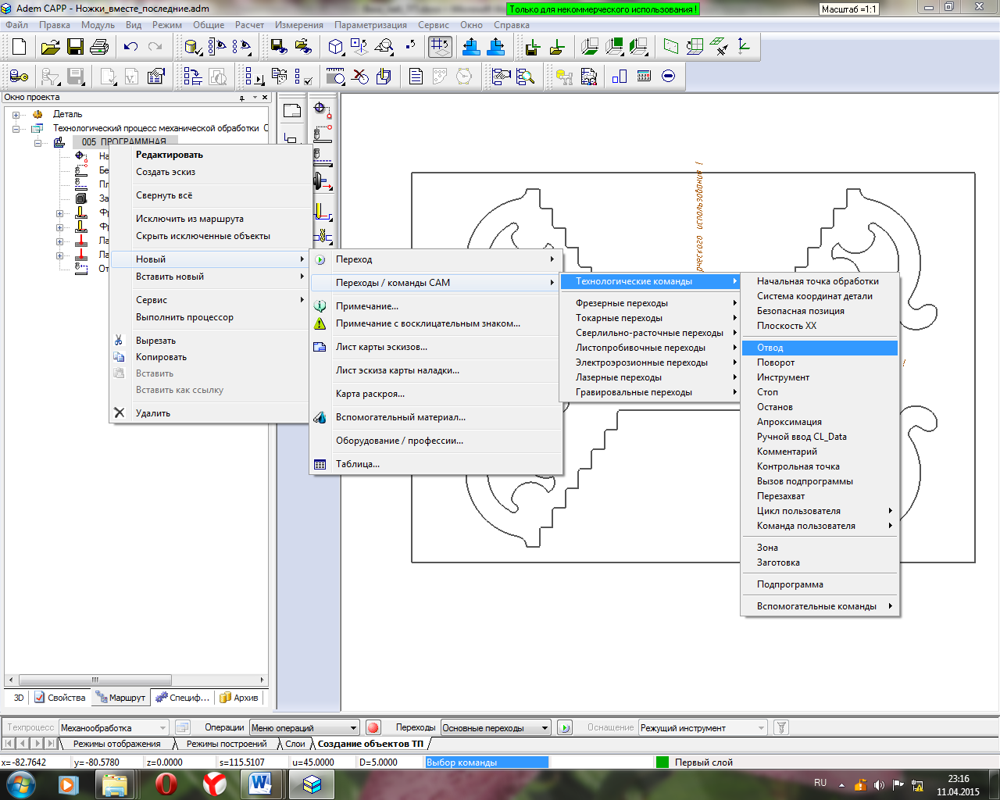 Adem CAPP - Ножки_вместе_последние.adm
Только для некоммерческого использования !
Масштаб =1:1
Файл Правка Модуль Вид Режим Общие Расчет Измерения Параметризация Сервис Окно Справка
Окно проекта
Деталь
Технологический процесс механической обработки С
005 ПРОГРАММНАЯ
На
Бе
Пл
За
Фр
Фр
Ла
Ла
От
Редактировать
Создать эскиз
Свернуть всё
Исключить из маршрута
Скрыть исключенные объекты
Новый
Вставить новый
Сервис
Выполнить процессор
Вырезать
Копировать
Вставить
Вставить как ссылку
Удалить
Переход
Переходы / команды CAM
Примечание...
Примечание с восклицательным знаком...
Лист карты эскизов...
Лист эскиза карты наладки...
Карта раскроя...
Вспомогательный материал...
Оборудование / профессии...
Таблица...
Технологические команды
Фрезерные переходы
Токарные переходы
Сверлильно-расточные переходы
Листопробивочные переходы
Электроэрозионные переходы
Лазерные переходы
Гравировальные переходы
Начальная точка обработки
Система координат детали
Безопасная позиция
Плоскость ХХ
Отвод
Поворот
Инструмент
Стоп
Останов
Апроксимация
Ручной ввод CL_Data
Комментарий
Контрольная точка
Вызов подпрограммы
Перезахват
Цикл пользователя
Команда пользователя
Зона
Заготовка
Подпрограмма
Вспомогательные команды
рческого использования !
3D Свойства Маршрут Специф... Архив
Техпроцесс Механообработка Операции Меню операций Переходы Основные переходы Оснащение Режущий инструмент
Режимы отображения Режимы построений Слои Создание объектов ТП
x=-82.7642 y=-80.5780 z=0.0000 s=115.5107 u=45.0000 D=5.0000 Выбор команды Первый слой
RU 23:16
11.04.2015